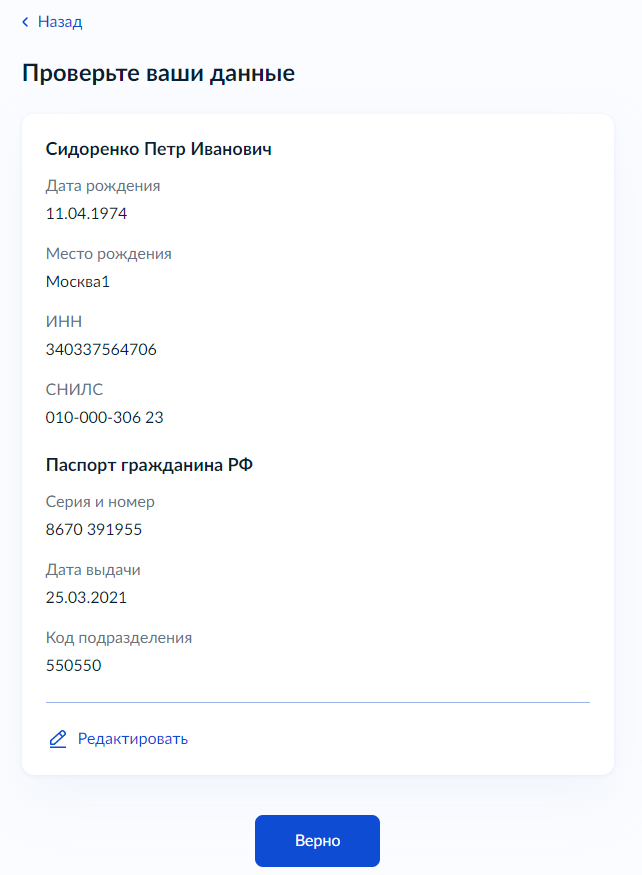 Назад
Проверьте ваши данные
Сидоренко Петр Иванович
Дата рождения
11.04.1974
Место рождения
Москва1
ИНН
340337564706
СНИЛС
010-000-306 23
Паспорт гражданина РФ
Серия и номер
8670 391955
Дата выдачи
25.03.2021
Код подразделения
550550
Редактировать
Верно